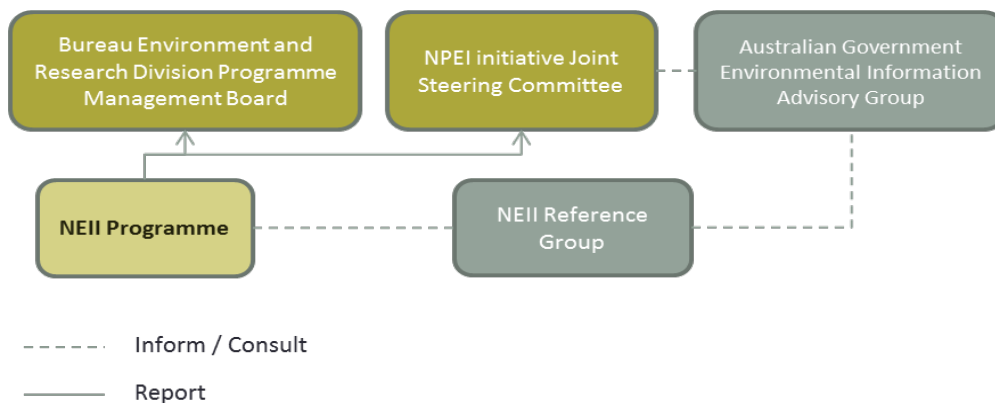 Bureau Environment and
Research Division Programme
Management Board
NPEI initiative Joint
Steering Committee
Australian Government
Environmental Information
Advisory Group
NEII Programme
NEII Reference
Group
Inform / Consult
Report